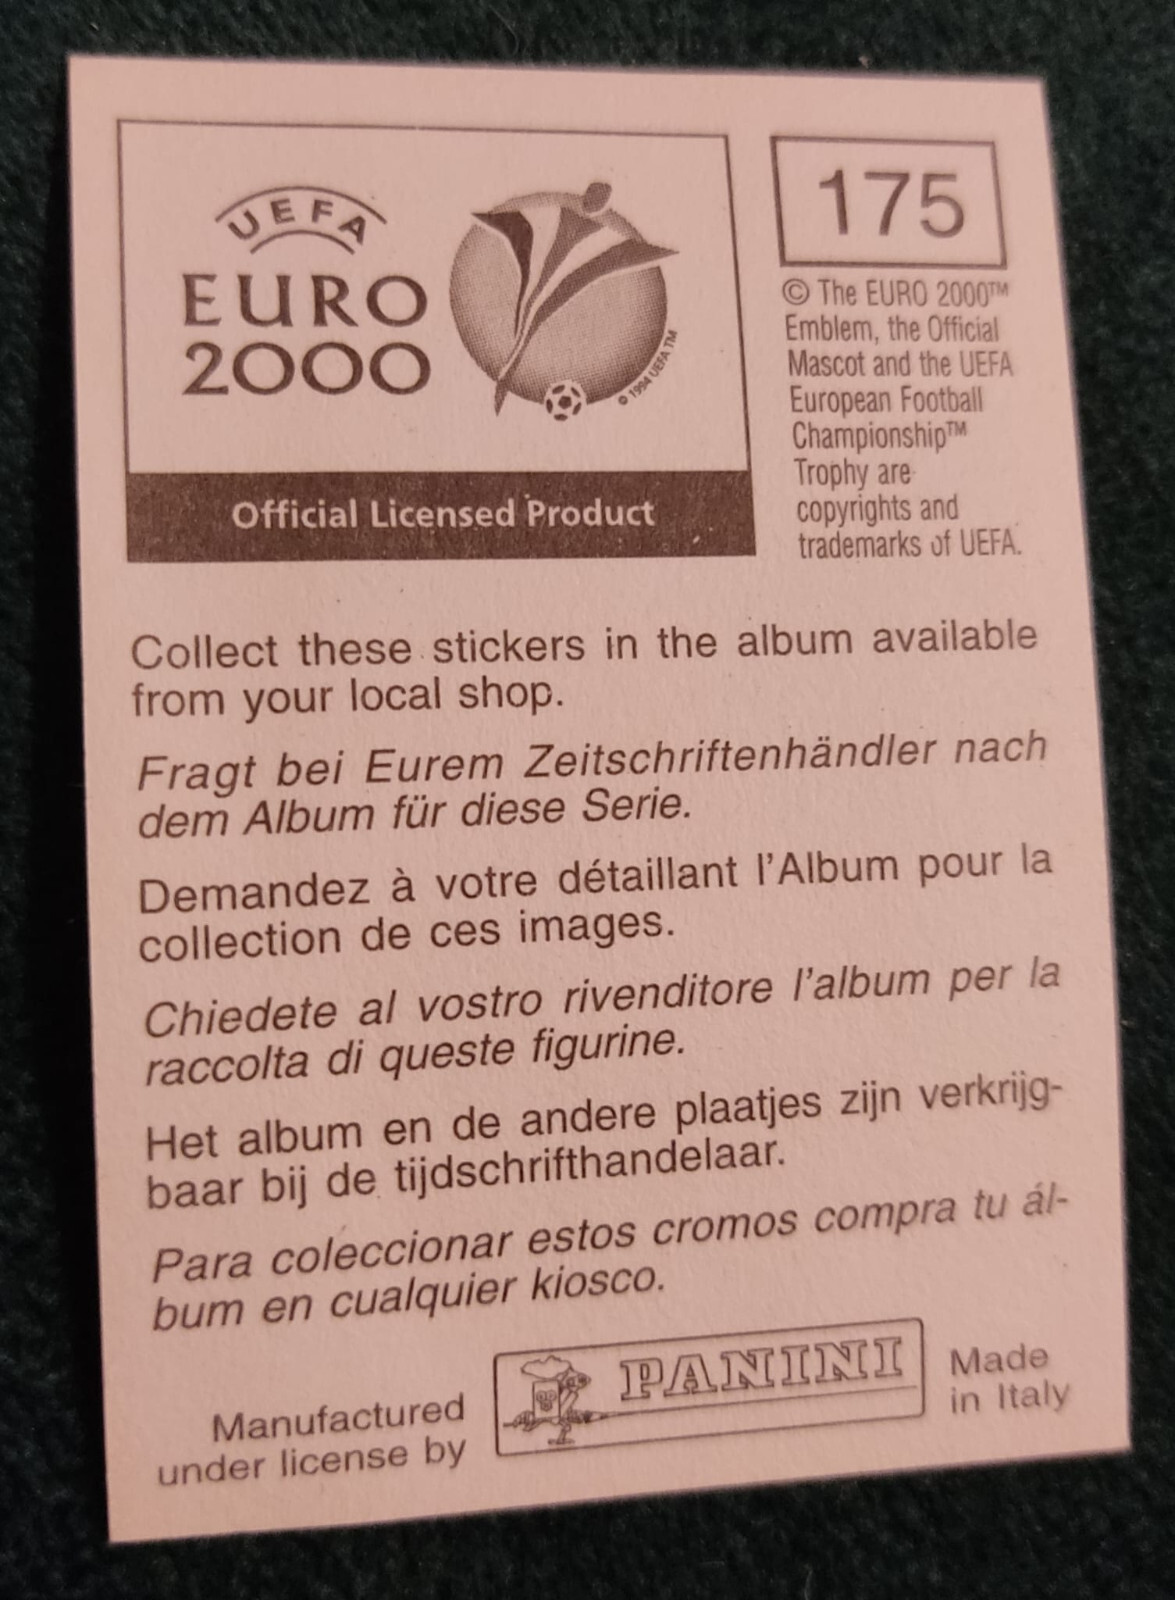 UEFA
EURO
2000
© 1994 UEFA TM
Official Licensed Product
175
© The EURO 2000™
Emblem, the Official
Mascot and the UEFA
European Football
Championship™
Trophy are
copyrights and
trademarks of UEFA.
Collect these stickers in the album available
from your local shop.
Fragt bei Eurem Zeitschriftenhändler nach
dem Album für diese Serie.
Demandez à votre détaillant l'Album pour la
collection de ces images.
Chiedete al vostro rivenditore l'album per la
raccolta di queste figurine.
Het album en de andere plaatjes zijn verkrijg-
baar bij de tijdschrifthandelaar.
Para coleccionar estos cromos compra tu ál-
bum en cualquier kiosco.
Manufactured
under license by
PANINI
Made
in Italy